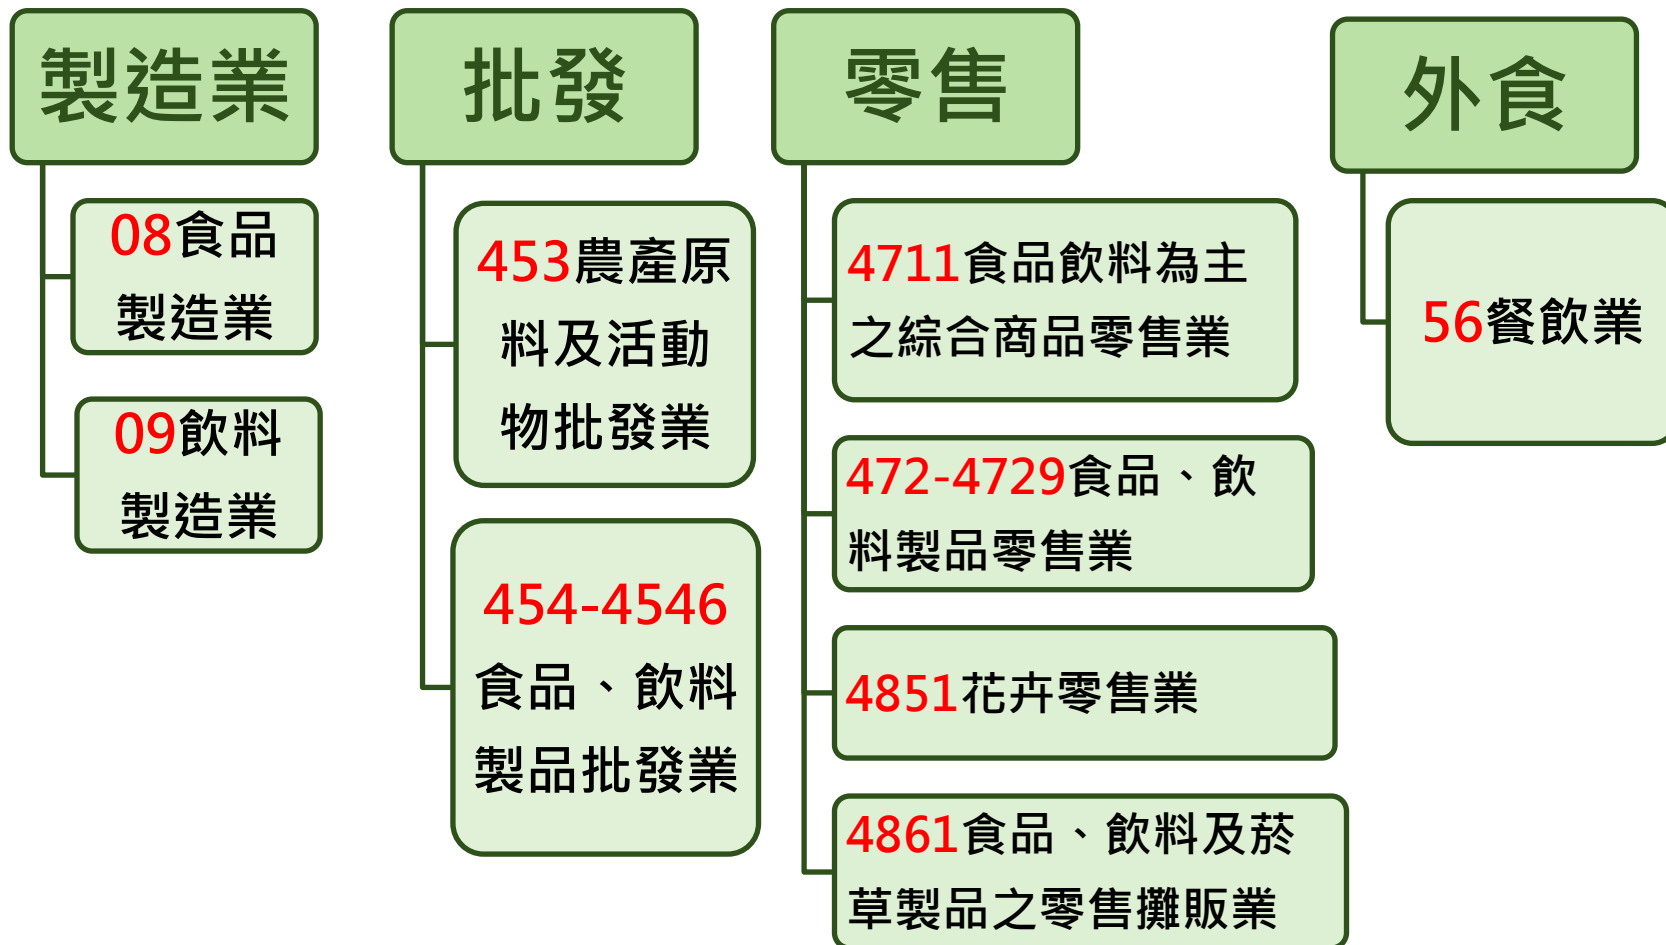 製造業
08食品
製造業
09飲料
製造業
批發
453農產原
料及活動
物批發業
454-4546
食品、飲料
製品批發業
零售
4711食品飲料為主
之綜合商品零售業
472-4729食品、飲
料製品零售業
4851花卉零售業
4861食品、飲料及菸
草製品之零售攤販業
外食
56餐飲業